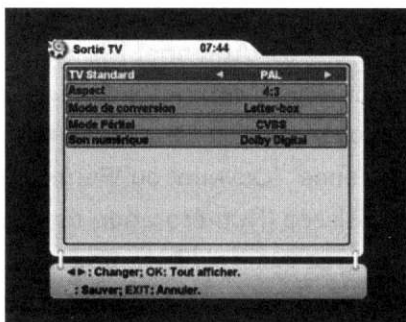 Sortie TV 07:44
TV Standard ◄ PAL ►
Aspect 4:3
Mode de conversion Letter-box
Mode Péritel CVBS
Son numérique Dolby Digital
◄ ► : Changer; OK: Tout afficher.
: Sauver; EXIT: Annuler.